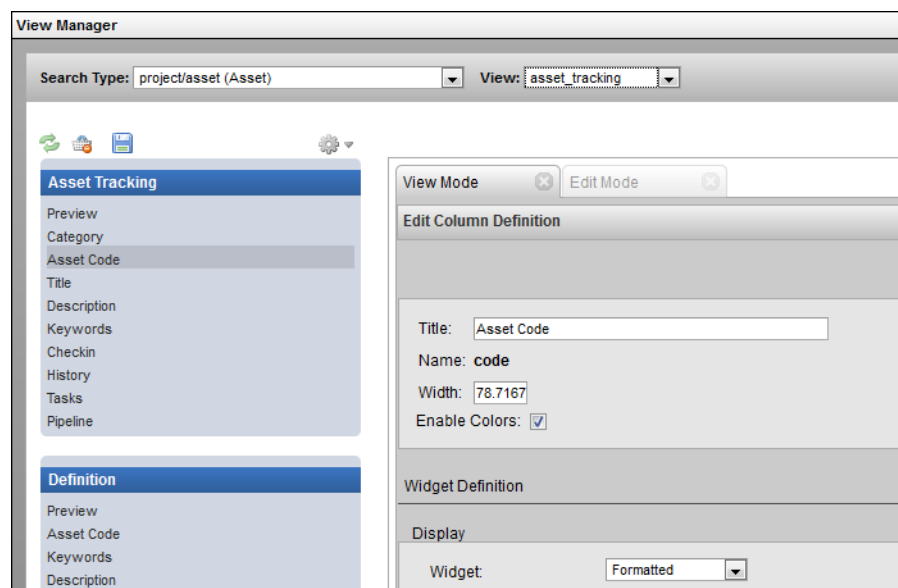 View Manager
Search Type: project/asset (Asset) View: asset_tracking
Asset Tracking
Preview
Category
Asset Code
Title
Description
Keywords
Checkin
History
Tasks
Pipeline
Definition
Preview
Asset Code
Keywords
Description
View Mode Edit Mode
Edit Column Definition
Title: Asset Code
Name: code
Width: 78.7167
Enable Colors:
Widget Definition
Display
Widget: Formatted